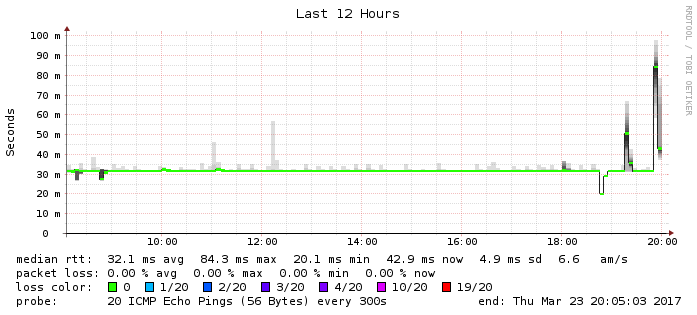 Last 12 Hours
RRDTOOL / TOBI OETIKER
Seconds
100 m
90 m
80 m
70 m
60 m
50 m
40 m
30 m
20 m
10 m
0
10:00 12:00 14:00 16:00 18:00 20:00
median rtt: 32.1 ms avg 84.3 ms max 20.1 ms min 42.9 ms now 4.9 ms sd 6.6 am/s
packet loss: 0.00 % avg 0.00 % max 0.00 % min 0.00 % now
loss color: 0 1/20 2/20 3/20 4/20 10/20 19/20
probe: 20 ICMP Echo Pings (56 Bytes) every 300s end: Thu Mar 23 20:05:03 2017